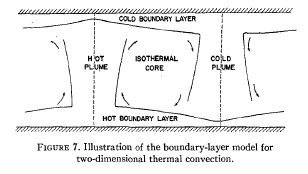 COLD BOUNDARY LAYER
HOT
PLUME
ISOTHERMAL
CORE
COLD
PLUME
HOT BOUNDARY LAYER
FIGURE 7. Illustration of the boundary-layer model for
two-dimensional thermal convection.